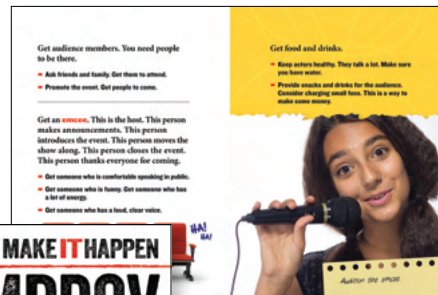 Get audience members. You need people
to be there.
➡ Ask friends and family. Get them to attend.
➡ Promote the event. Get people to come.
Get an emcee. This is the host. This person
makes announcements. This person
introduces the event. This person moves the
show along. This person closes the event.
This person thanks everyone for coming.
➡ Get someone who is comfortable speaking in public.
➡ Get someone who is funny. Get someone who has
a lot of energy.
➡ Get someone who has a loud, clear voice.
HA!
HA!
Get food and drinks.
➡ Keep actors healthy. They talk a lot. Make sure
you have water.
➡ Provide snacks and drinks for the audience.
Consider charging small fees. This is a way to
make some money.
Audition the emcee.
MAKE IT HAPPEN
IMPROV